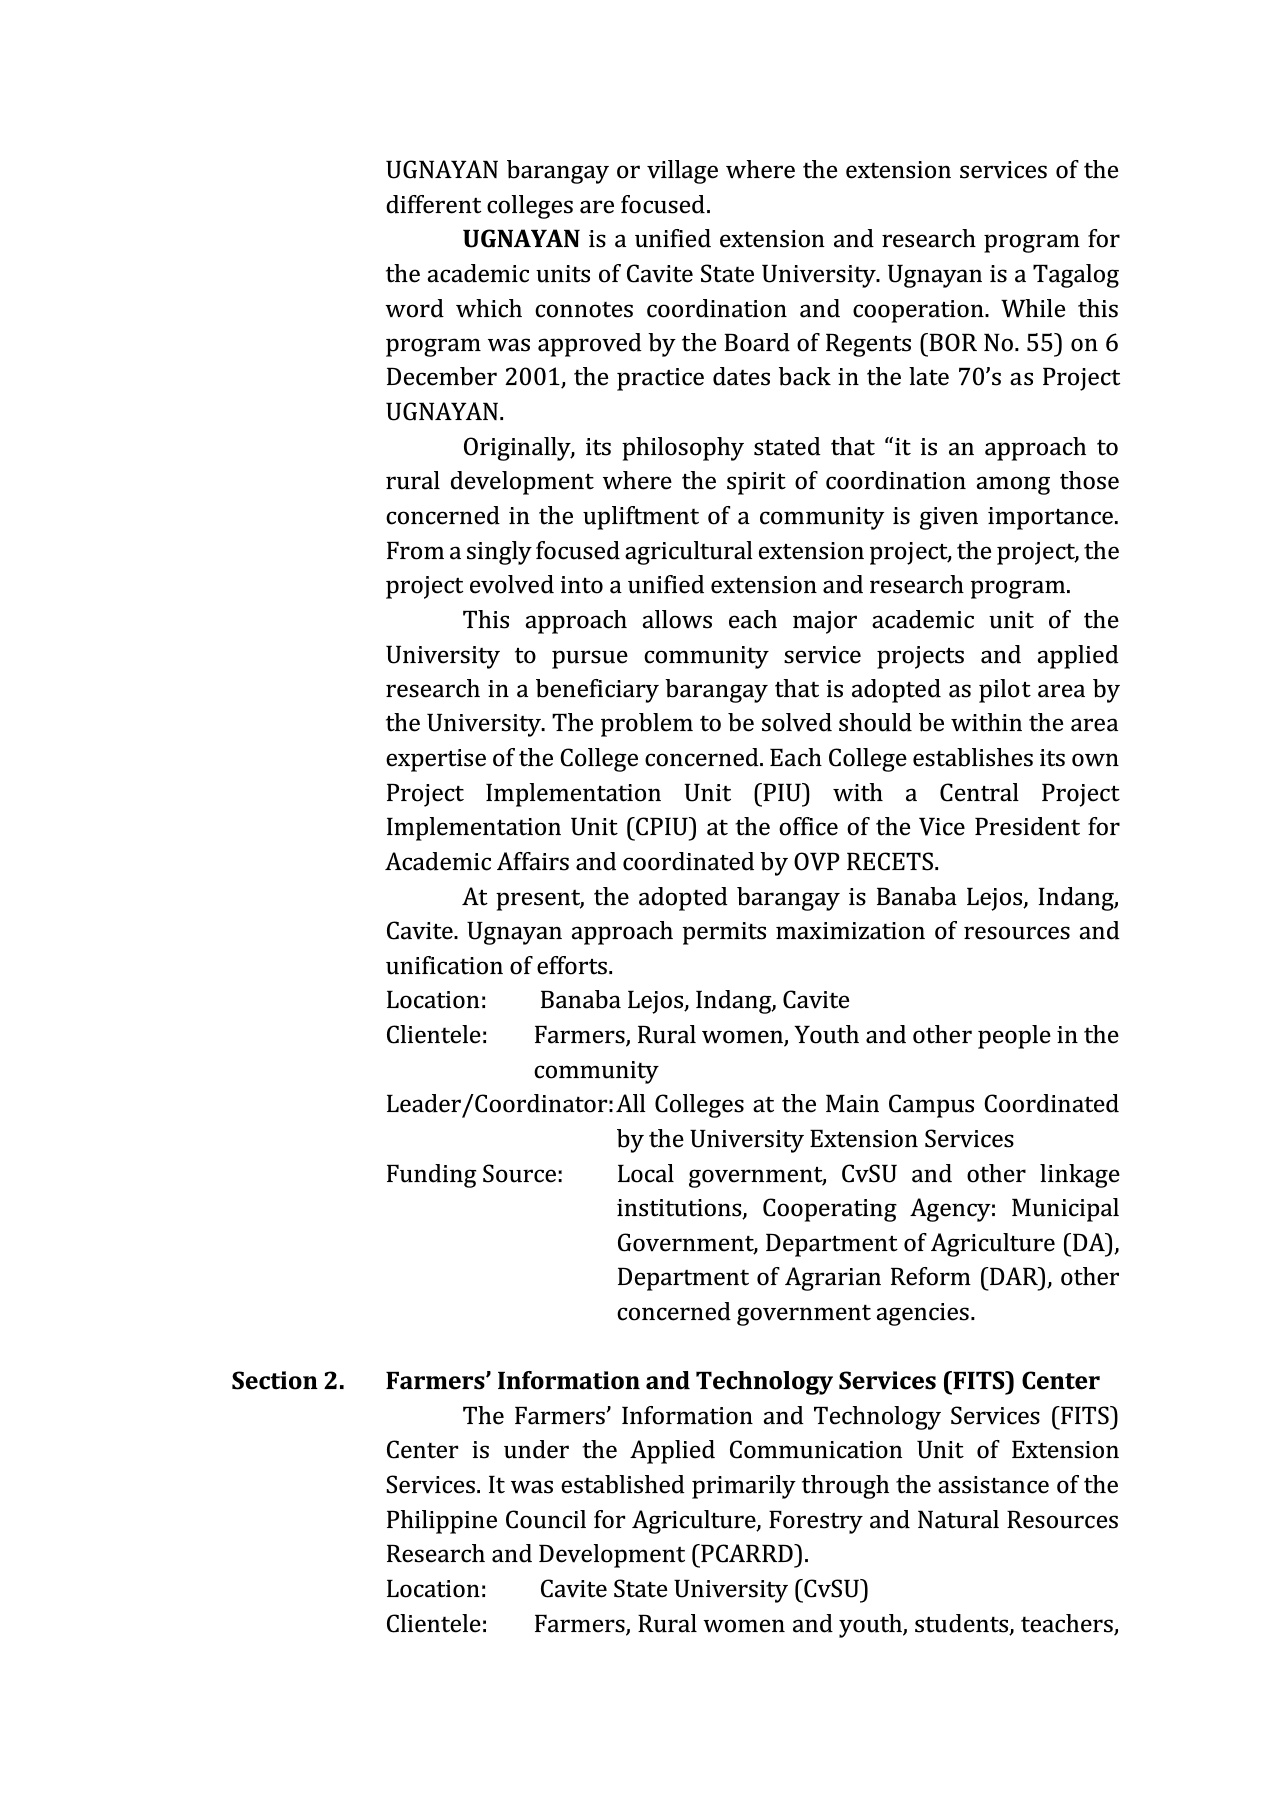 UGNAYAN barangay or village where the extension services of the
different colleges are focused.
UGNAYAN is a unified extension and research program for
the academic units of Cavite State University. Ugnayan is a Tagalog
word which connotes coordination and cooperation. While this
program was approved by the Board of Regents (BOR No. 55) on 6
December 2001, the practice dates back in the late 70’s as Project
UGNAYAN.
Originally, its philosophy stated that “it is an approach to
rural development where the spirit of coordination among those
concerned in the upliftment of a community is given importance.
From a singly focused agricultural extension project, the project, the
project evolved into a unified extension and research program.
This approach allows each major academic unit of the
University to pursue community service projects and applied
research in a beneficiary barangay that is adopted as pilot area by
the University. The problem to be solved should be within the area
expertise of the College concerned. Each College establishes its own
Project Implementation Unit (PIU) with a Central Project
Implementation Unit (CPIU) at the office of the Vice President for
Academic Affairs and coordinated by OVP RECETS.
At present, the adopted barangay is Banaba Lejos, Indang,
Cavite. Ugnayan approach permits maximization of resources and
unification of efforts.
Location: Banaba Lejos, Indang, Cavite
Clientele: Farmers, Rural women, Youth and other people in the
community
Leader/Coordinator: All Colleges at the Main Campus Coordinated
by the University Extension Services
Funding Source: Local government, CvSU and other linkage
institutions, Cooperating Agency: Municipal
Government, Department of Agriculture (DA),
Department of Agrarian Reform (DAR), other
concerned government agencies.
Section 2. Farmers’ Information and Technology Services (FITS) Center
The Farmers’ Information and Technology Services (FITS)
Center is under the Applied Communication Unit of Extension
Services. It was established primarily through the assistance of the
Philippine Council for Agriculture, Forestry and Natural Resources
Research and Development (PCARRD).
Location: Cavite State University (CvSU)
Clientele: Farmers, Rural women and youth, students, teachers,